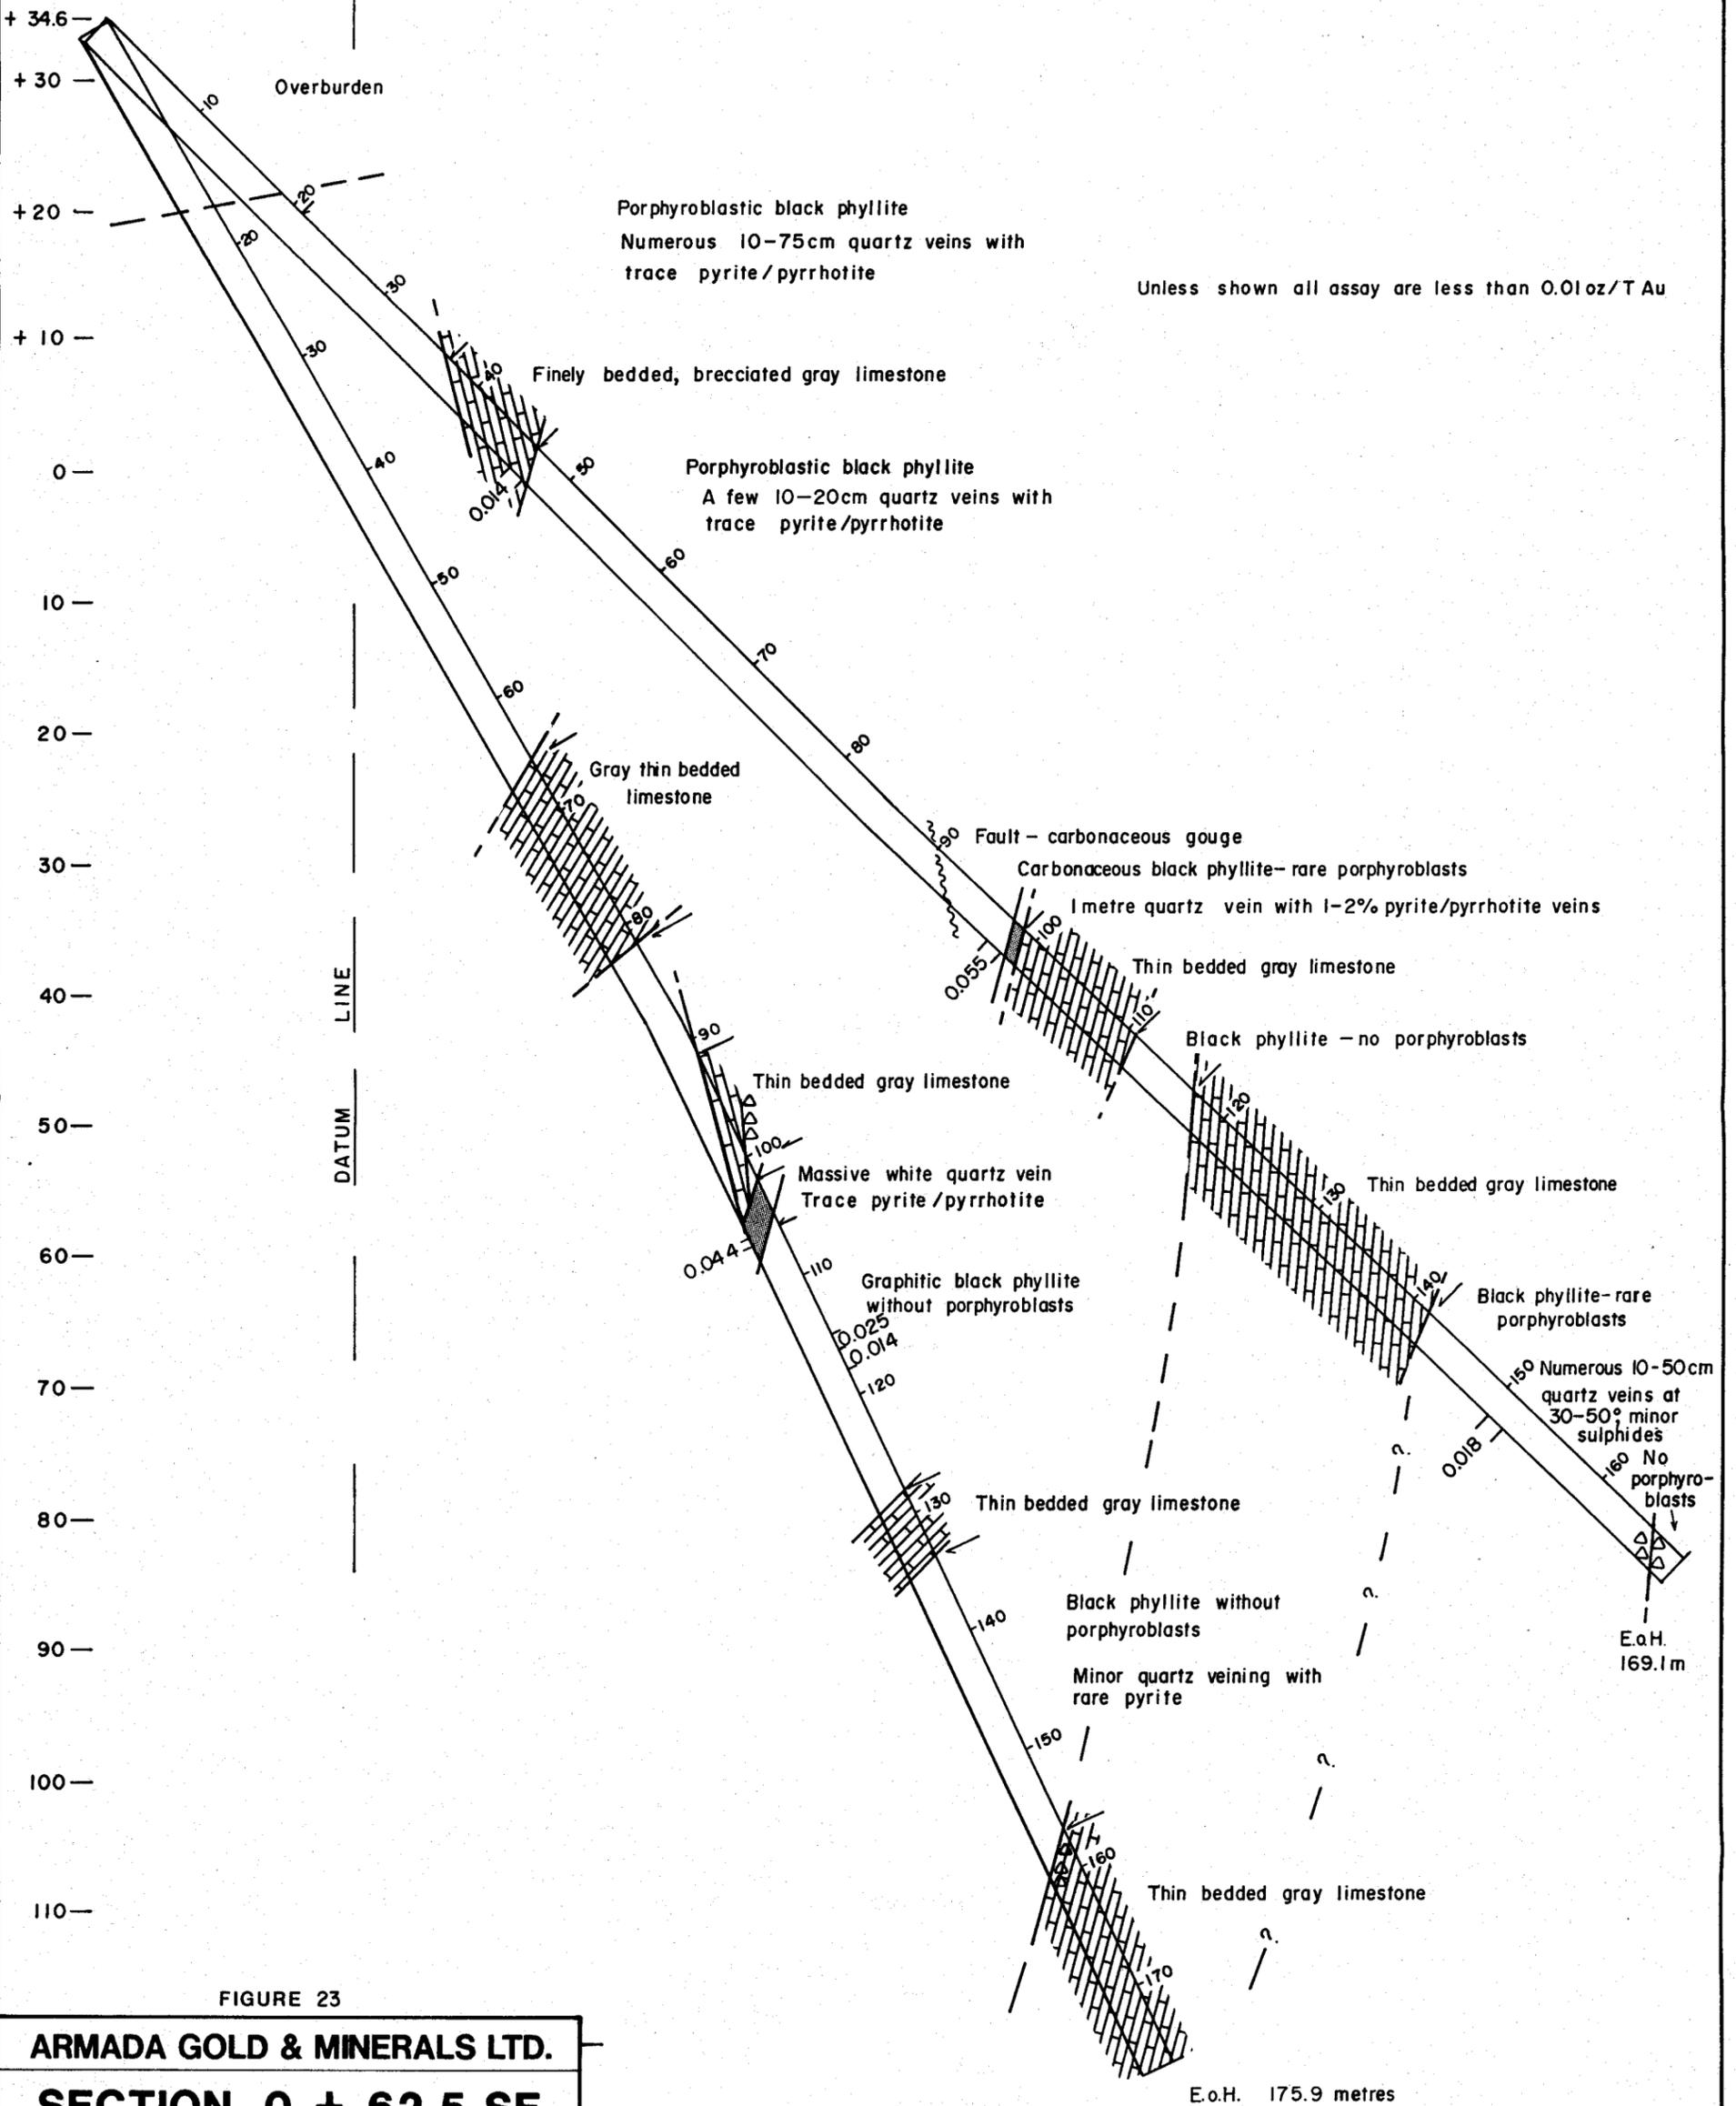 + 34.6
+ 30
+ 20
+ 10
0
10
20
30
40
50
60
70
80
90
100
110
DATUM LINE
Overburden
10
20
30
40
50
60
70
80
90
100
110
120
130
140
150
160
20
30
40
50
60
70
80
90
100
110
120
130
140
150
160
170
Porphyroblastic black phyllite
Numerous 10-75cm quartz veins with
trace pyrite/pyrrhotite
Unless shown all assay are less than 0.01 oz/T Au
Finely bedded, brecciated gray limestone
0.014
Porphyroblastic black phyllite
A few 10-20cm quartz veins with
trace pyrite/pyrrhotite
Gray thin bedded
limestone
Fault - carbonaceous gouge
Carbonaceous black phyllite - rare porphyroblasts
1 metre quartz vein with 1-2% pyrite/pyrrhotite veins
0.055
Thin bedded gray limestone
Black phyllite - no porphyroblasts
Thin bedded gray limestone
Thin bedded gray limestone
Massive white quartz vein
Trace pyrite/pyrrhotite
0.044
Graphitic black phyllite
without porphyroblasts
0.025
0.014
Black phyllite - rare
porphyroblasts
Numerous 10-50cm
quartz veins at
30-50°, minor
sulphides
0.018
No
porphyro-
blasts
?
Thin bedded gray limestone
?
Black phyllite without
porphyroblasts
E.o.H.
169.1m
Minor quartz veining with
rare pyrite
?
Thin bedded gray limestone
?
E.o.H. 175.9 metres
FIGURE 23
ARMADA GOLD & MINERALS LTD.
SECTION 0 + 62.5 SE